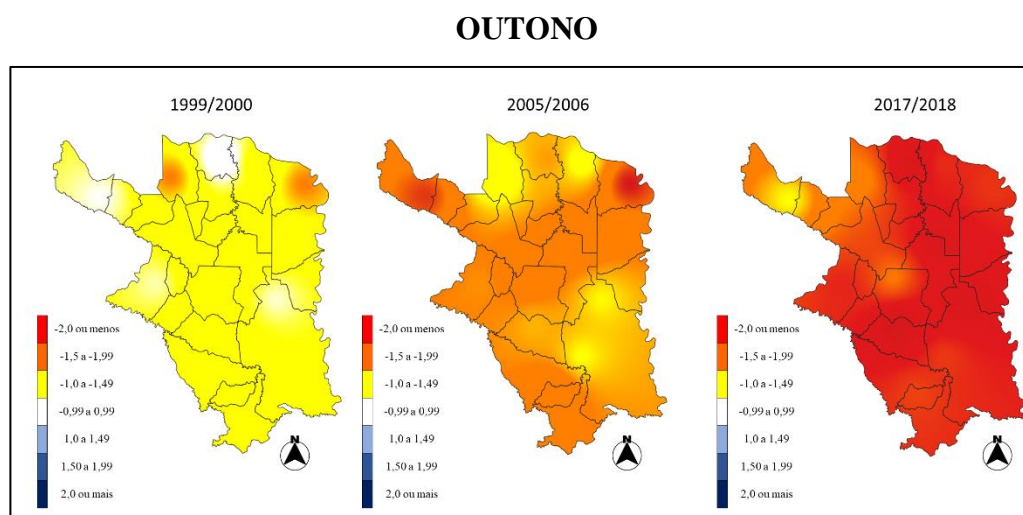 OUTONO
1999/2000
2005/2006
2017/2018
-2,0 ou menos
-1,5 a -1,99
-1,0 a -1,49
-0,99 a 0,99
1,0 a 1,49
1,50 a 1,99
2,0 ou mais
N
-2,0 ou menos
-1,5 a -1,99
-1,0 a -1,49
-0,99 a 0,99
1,0 a 1,49
1,50 a 1,99
2,0 ou mais
N
-2,0 ou menos
-1,5 a -1,99
-1,0 a -1,49
-0,99 a 0,99
1,0 a 1,49
1,50 a 1,99
2,0 ou mais
N